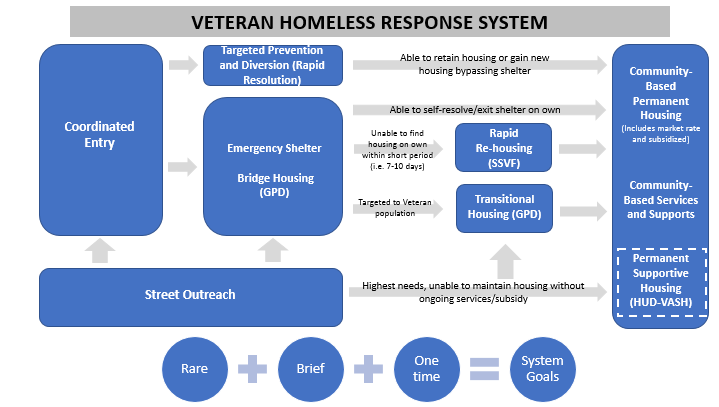 VETERAN HOMELESS RESPONSE SYSTEM
Coordinated
Entry
Targeted Prevention
and Diversion (Rapid
Resolution)
Able to retain housing or gain new
housing bypassing shelter
Emergency Shelter
Bridge Housing
(GPD)
Able to self-resolve/exit shelter on own
Unable to find
housing on own
within short period
(i.e. 7-10 days)
Rapid
Re-housing
(SSVF)
Targeted to Veteran
population
Transitional
Housing (GPD)
Community-
Based
Permanent
Housing
(Includes market rate
and subsidized]
Community-
Based Services
and Supports
Permanent
Supportive
Housing
(HUD-VASH)
Street Outreach
Highest needs, unable to maintain housing without
ongoing services/subsidy
Rare
Brief
One
time
System
Goals